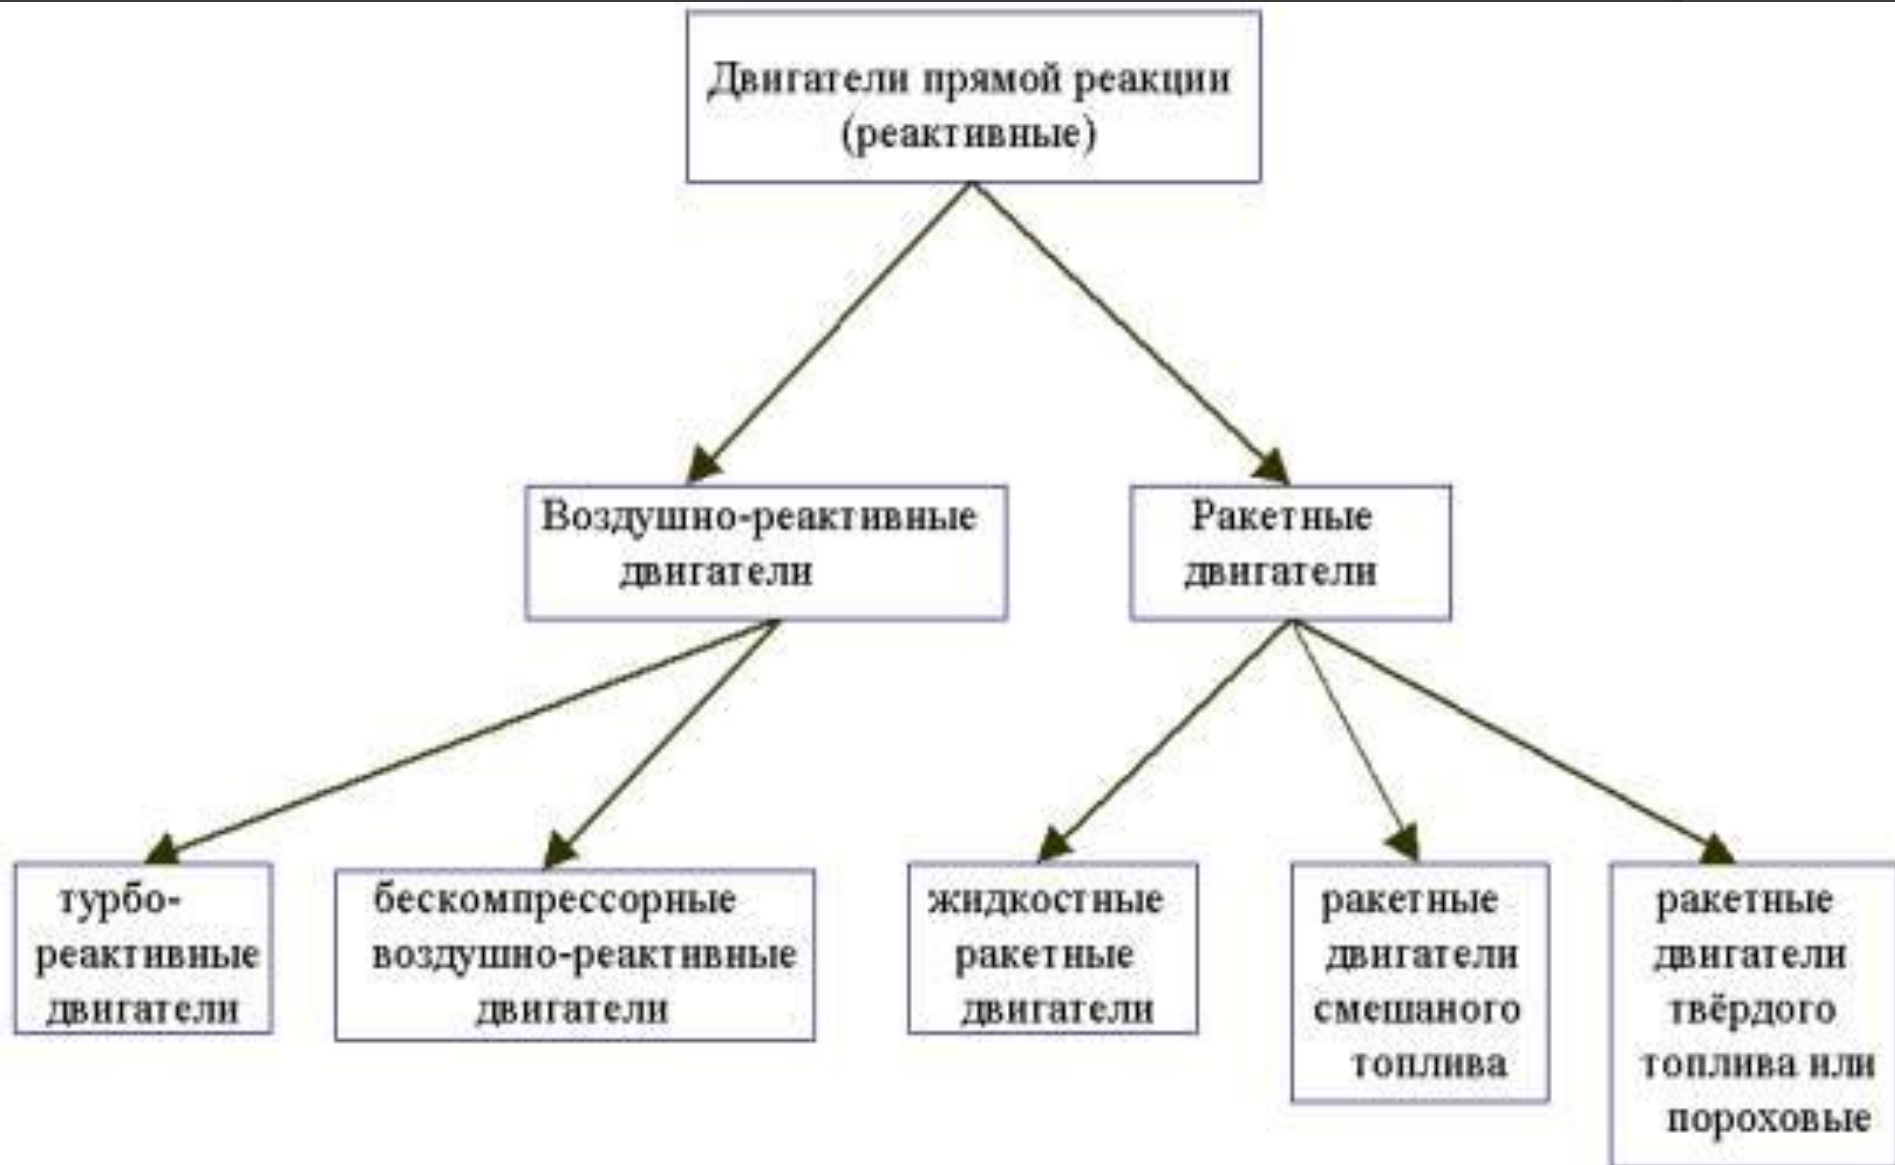 Двигатели прямой реакции
(реактивные)
Воздушно-реактивные
двигатели
Ракетные
двигатели
турбо-
реактивные
двигатели
бескомпрессорные
воздушно-реактивные
двигатели
жидкостные
ракетные
двигатели
ракетные
двигатели
смешаного
топлива
ракетные
двигатели
твёрдого
топлива или
пороховые